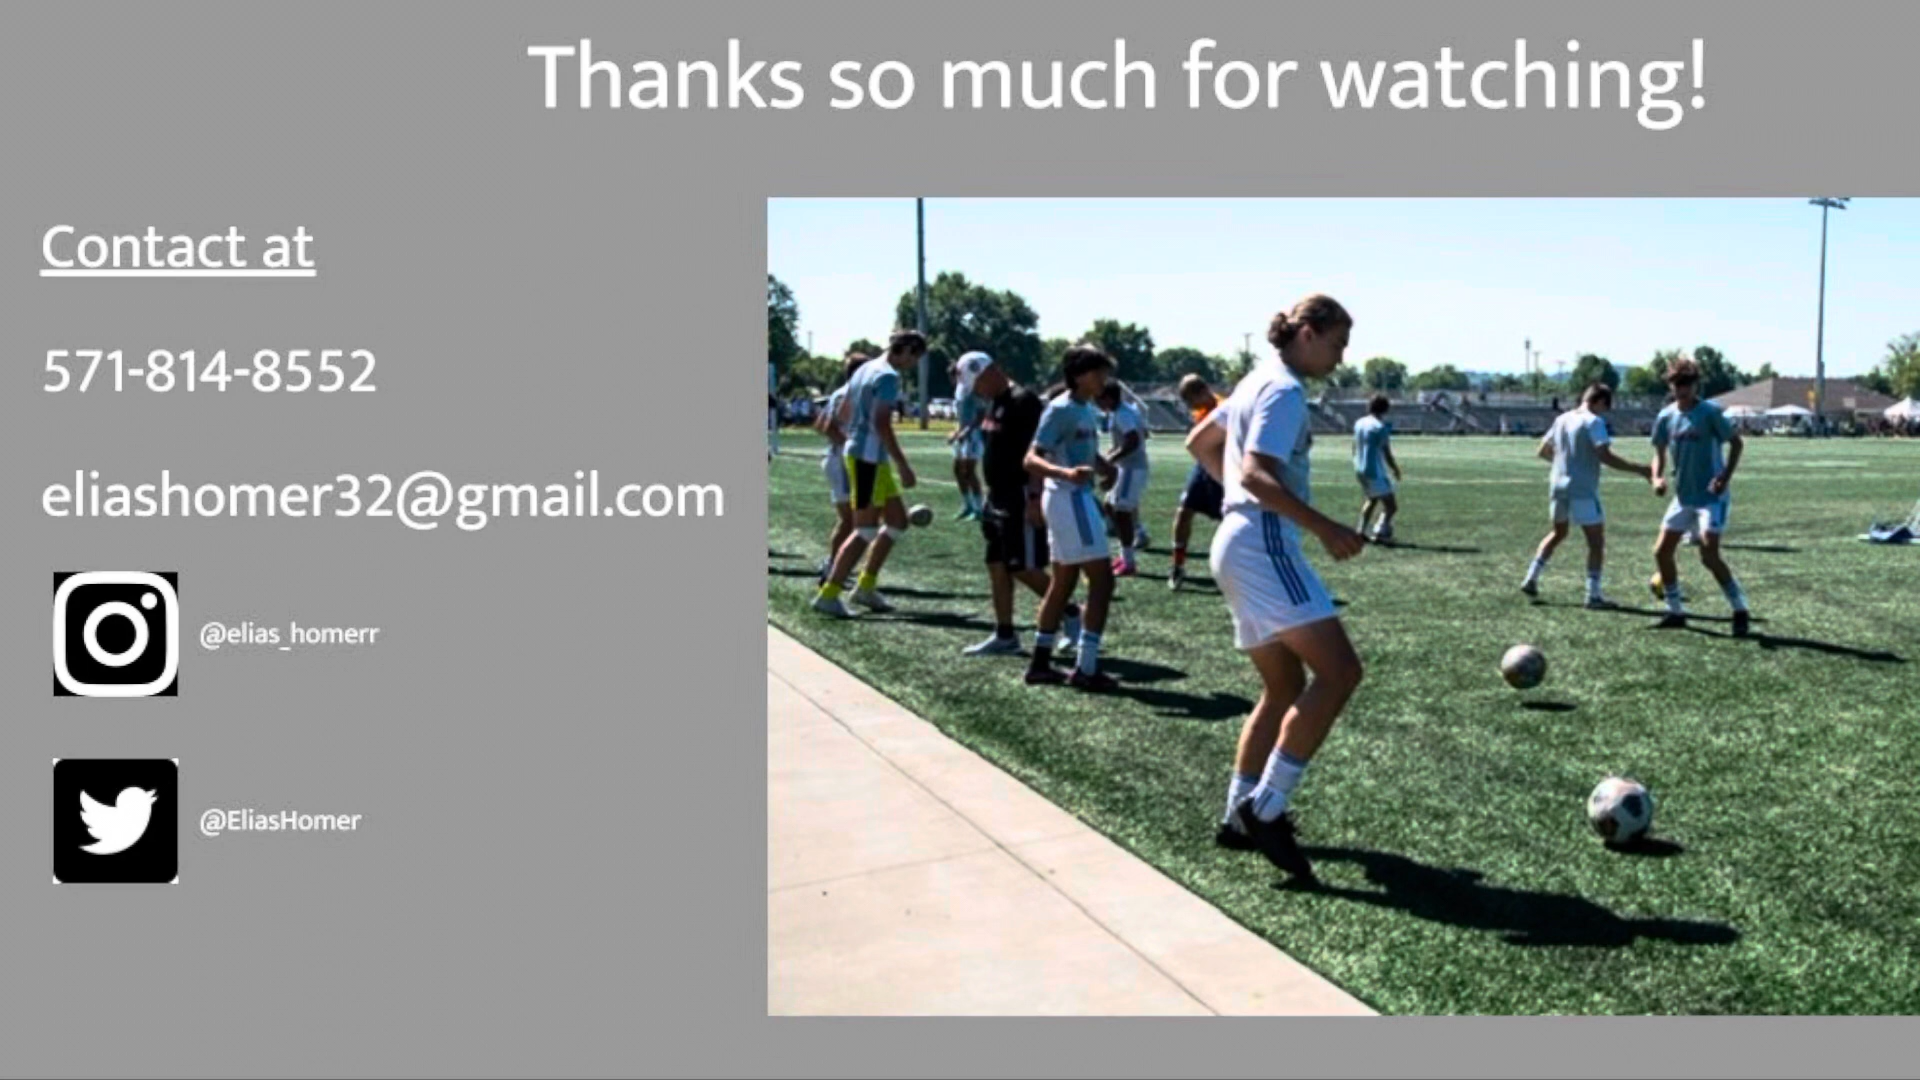 Thanks so much for watching!
Contact at
571-814-8552
eliashomer32@gmail.com
@elias_homerr
@EliasHomer